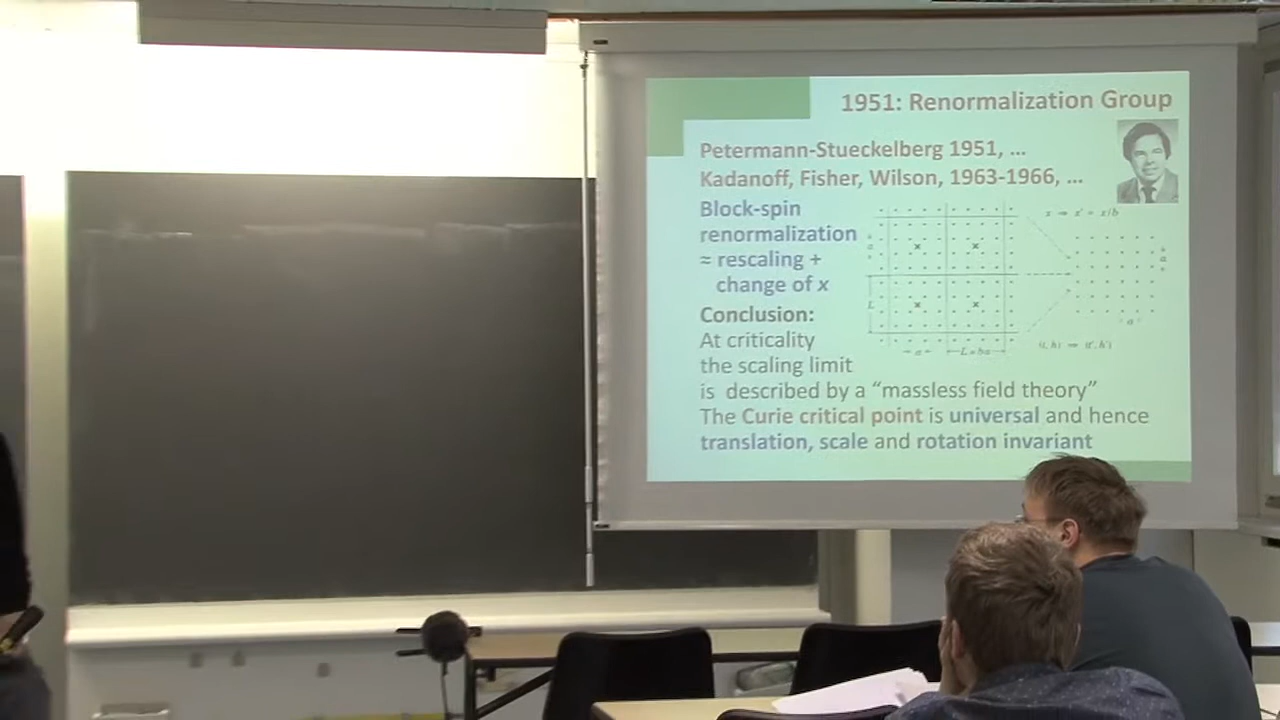 1951: Renormalization Group
Petermann-Stueckelberg 1951, ...
Kadanoff, Fisher, Wilson, 1963-1966, ...
Block-spin
renormalization
≈ rescaling +
change of x
x ⇒ x' = x/b
L
a
L = ba
a
(t, h) ⇒ (t', h')
Conclusion:
At criticality
the scaling limit
is described by a “massless field theory”
The Curie critical point is universal and hence
translation, scale and rotation invariant